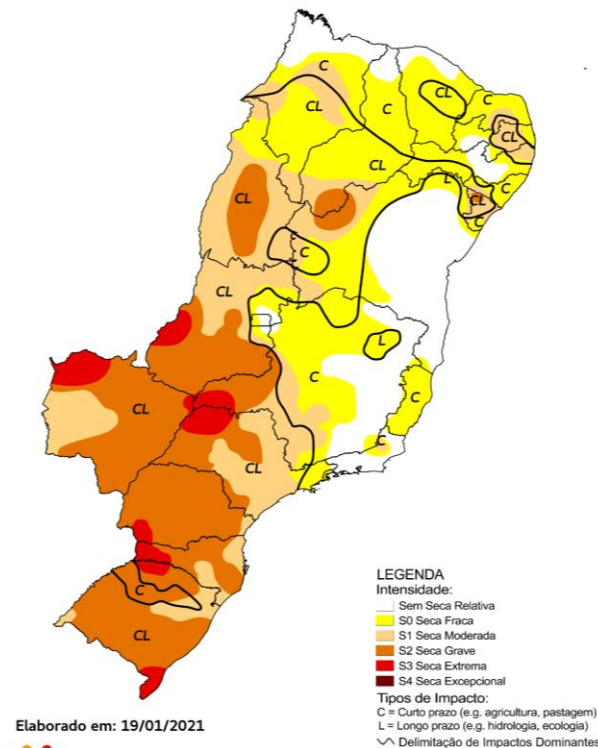 C
C
CL
CL
C
CL
C
CL
CL
L
C
CL
C
CL
C
CL
L
C
C
CL
C
CL
C
CL
LEGENDA
Intensidade:
Sem Seca Relativa
S0 Seca Fraca
S1 Seca Moderada
S2 Seca Grave
S3 Seca Extrema
S4 Seca Excepcional
Tipos de Impacto:
C = Curto prazo (e.g. agricultura, pastagem)
L = Longo prazo (e.g. hidrologia, ecologia)
Delimitação de Impactos Dominantes
Elaborado em: 19/01/2021